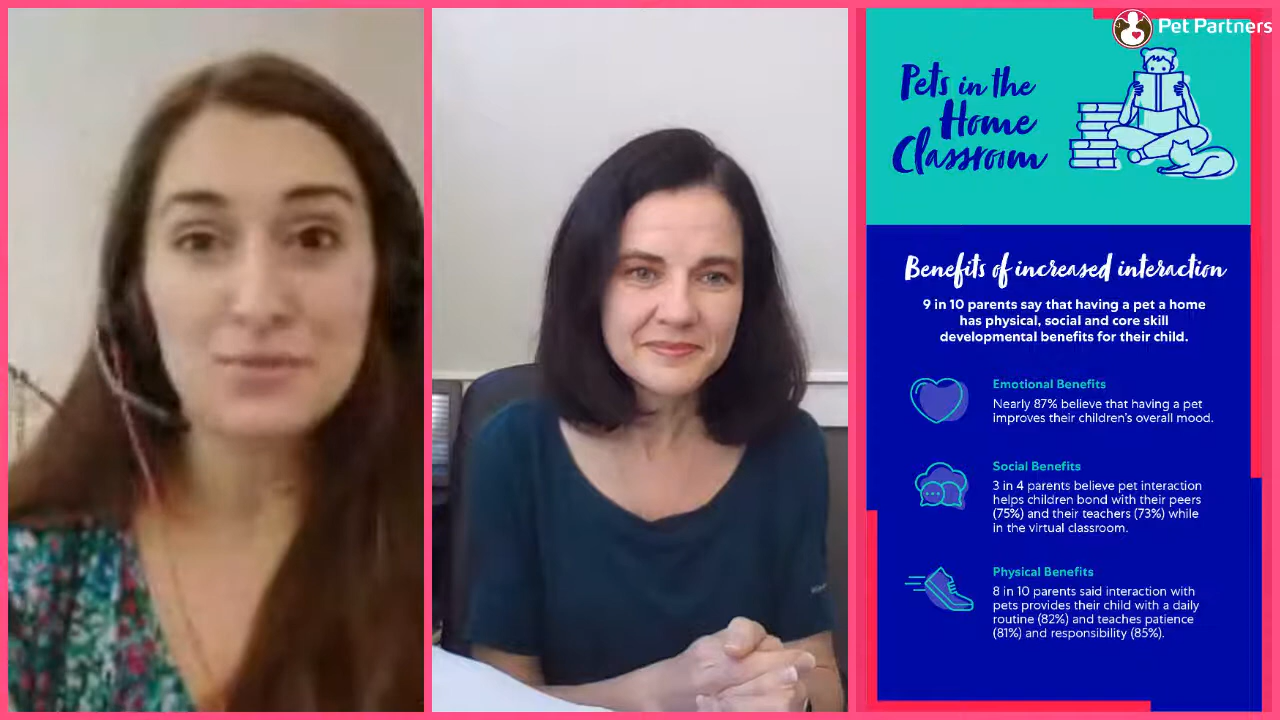 Pet Partners
Pets in the
Home
Classroom
Benefits of increased interaction
9 in 10 parents say that having a pet a home
has physical, social and core skill
developmental benefits for their child.
Emotional Benefits
Nearly 87% believe that having a pet
improves their children's overall mood.
Social Benefits
3 in 4 parents believe pet interaction
helps children bond with their peers
(75%) and their teachers (73%) while
in the virtual classroom.
Physical Benefits
8 in 10 parents said interaction with
pets provides their child with a daily
routine (82%) and teaches patience
(81%) and responsibility (85%).